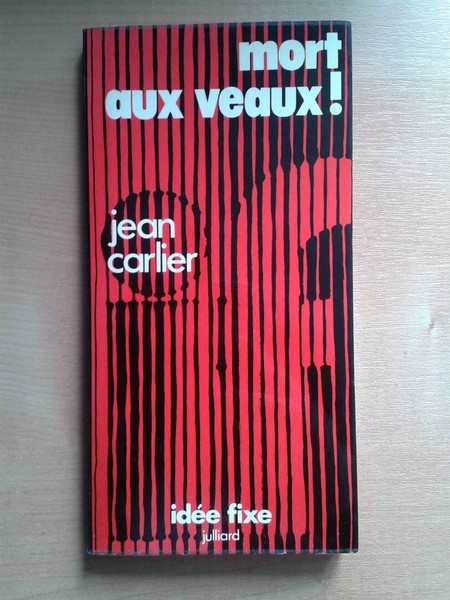 mort
aux veaux!
jean
carlier
idée fixe
julliard